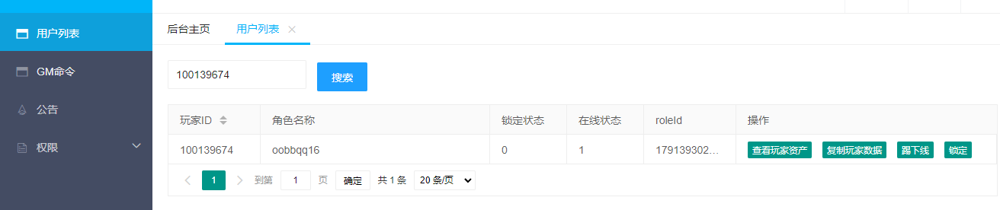 用户列表
GM命令
公告
权限
后台主页 用户列表
100139674 搜索
玩家ID 角色名称 锁定状态 在线状态 roleId 操作
100139674 oobbqq16 0 1 179139302... 查看玩家资产 复制玩家数据 踢下线 锁定
1 到第 1 页 确定 共 1 条 20 条/页